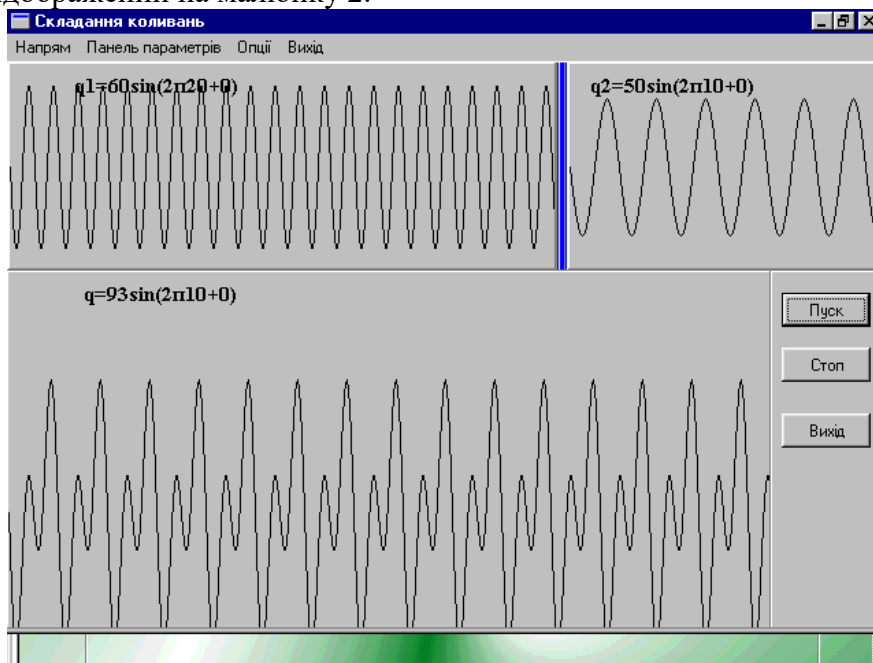 дображений на малюнку 2.
Складання коливань
Напрям Панель параметрів Опції Вихід
q1=60sin(2π20+0)
q2=50sin(2π10+0)
q=93sin(2π10+0)
Пуск
Стоп
Вихід